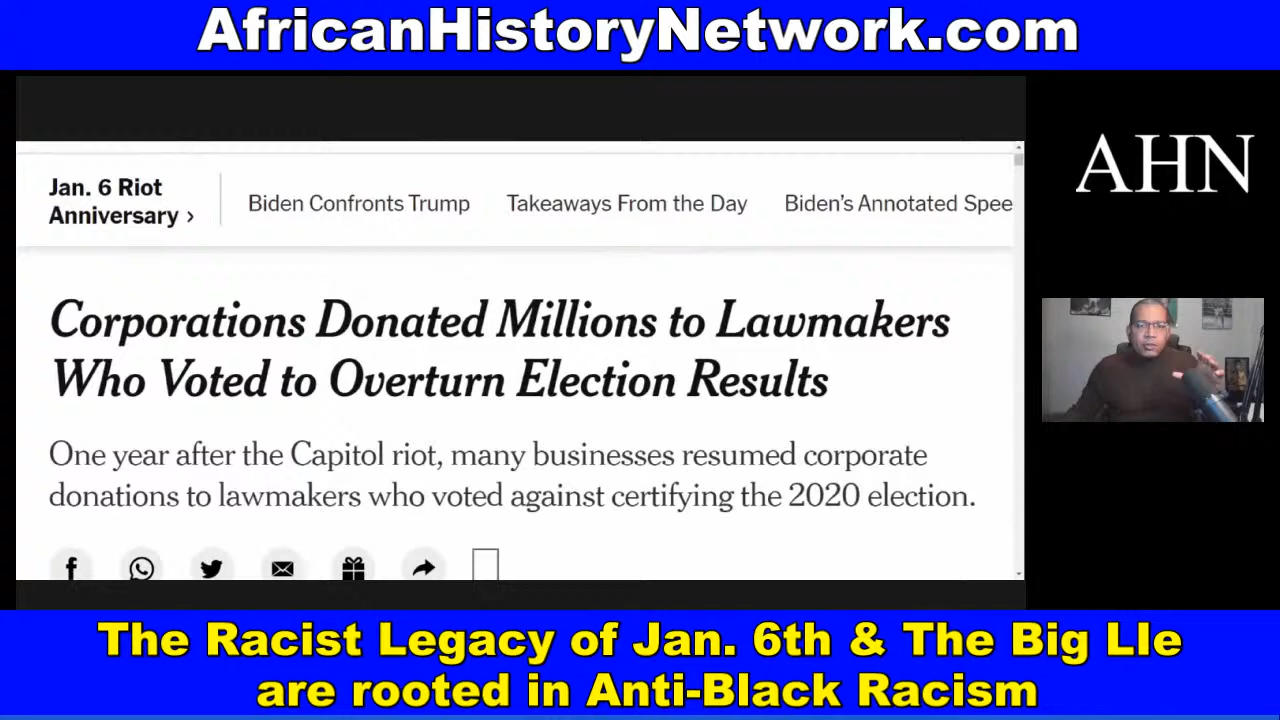 AfricanHistoryNetwork.com
AHN
Jan. 6 Riot
Anniversary ›
Biden Confronts Trump
Takeaways From the Day
Biden's Annotated Spee
Corporations Donated Millions to Lawmakers
Who Voted to Overturn Election Results
One year after the Capitol riot, many businesses resumed corporate
donations to lawmakers who voted against certifying the 2020 election.
The Racist Legacy of Jan. 6th & The Big LIe
are rooted in Anti-Black Racism